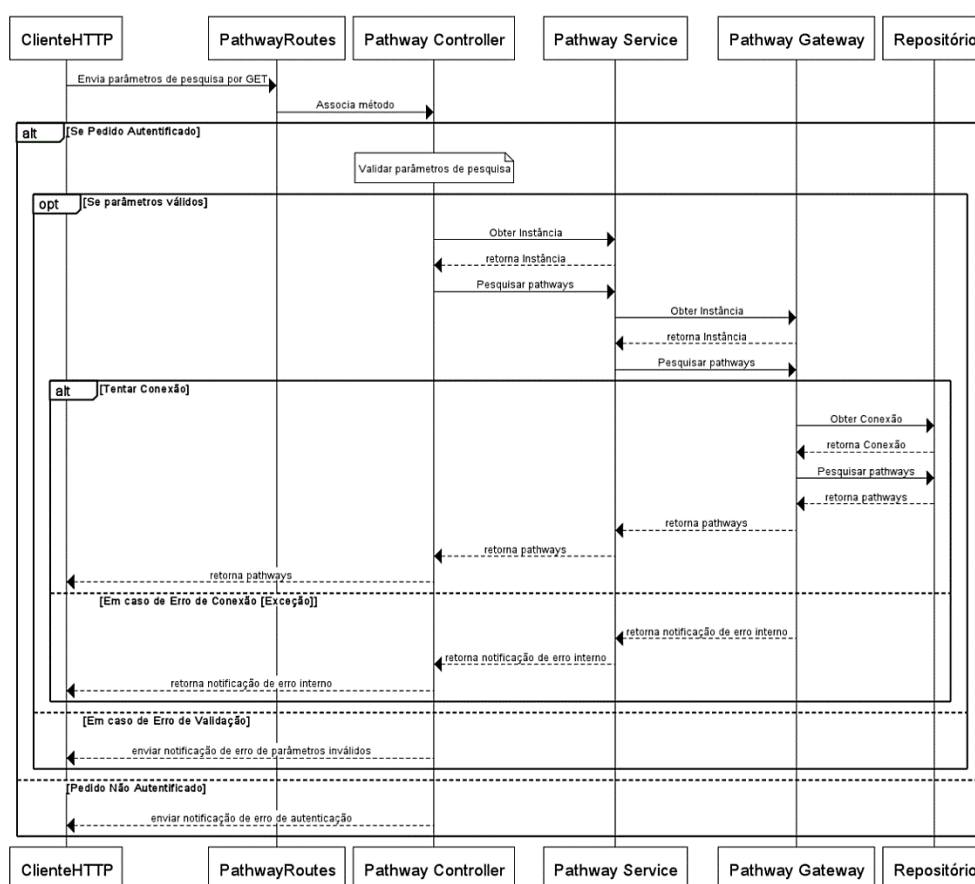 ClienteHTTP
PathwayRoutes
Pathway Controller
Pathway Service
Pathway Gateway
Repositório
Envia parâmetros de pesquisa por GET
Associa método
alt
[Se Pedido Autentificado]
Validar parâmetros de pesquisa
opt
[Se parâmetros válidos]
Obter Instância
retorna Instância
Pesquisar pathways
Obter Instância
retorna Instância
Pesquisar pathways
alt
[Tentar Conexão]
Obter Conexão
retorna Conexão
Pesquisar pathways
retorna pathways
retorna pathways
retorna pathways
retorna pathways
[Em caso de Erro de Conexão [Exceção]]
retorna notificação de erro interno
retorna notificação de erro interno
retorna notificação de erro interno
[Em caso de Erro de Validação]
enviar notificação de erro de parâmetros inválidos
[Pedido Não Autentificado]
enviar notificação de erro de autenticação
ClienteHTTP
PathwayRoutes
Pathway Controller
Pathway Service
Pathway Gateway
Repositório